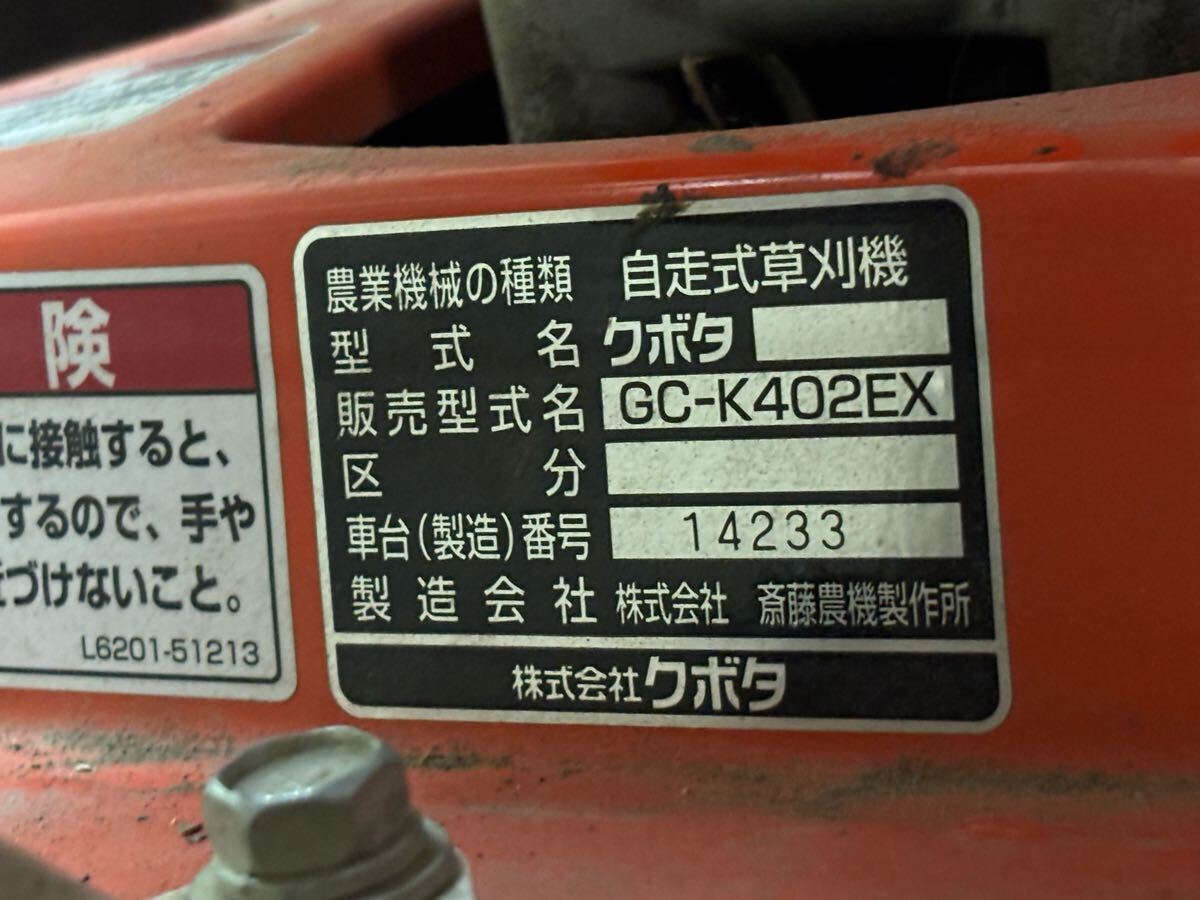 険
に接触すると、
するので、手や
づけないこと。
L6201-51213
農業機械の種類 自走式草刈機
型式名 クボタ
販売型式名 GC-K402EX
区分
車台(製造)番号 14233
製造会社 株式会社 斎藤農機製作所
株式会社クボタ